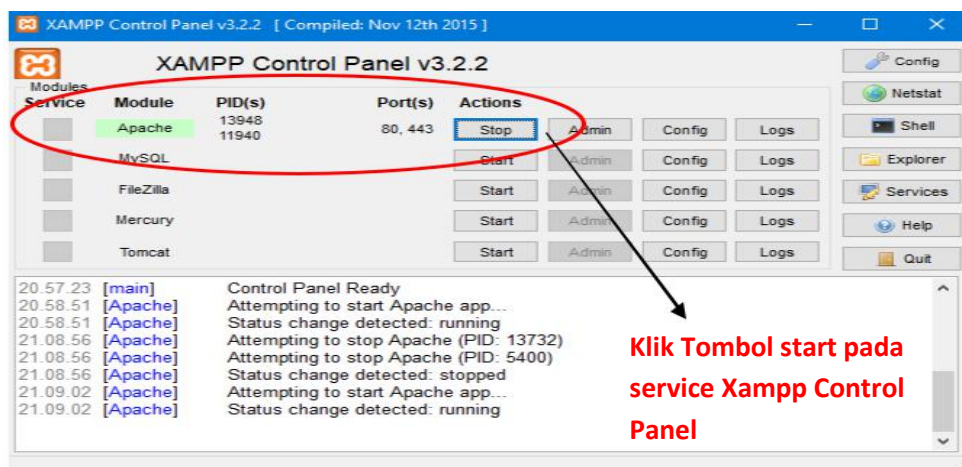 XAMPP Control Panel v3.2.2 [ Compiled: Nov 12th 2015 ]
XAMPP Control Panel v3.2.2
Config
Modules
Service Module PID(s) Port(s) Actions
Netstat
Apache 13948 11940 80, 443 Stop Admin Config Logs
Shell
MySQL Start Admin Config Logs
Explorer
FileZilla Start Admin Config Logs
Services
Mercury Start Admin Config Logs
Help
Tomcat Start Admin Config Logs
Quit
20.57.23 [main] Control Panel Ready
20.58.51 [Apache] Attempting to start Apache app...
20.58.51 [Apache] Status change detected: running
21.08.56 [Apache] Attempting to stop Apache (PID: 13732)
21.08.56 [Apache] Attempting to stop Apache (PID: 5400)
21.08.56 [Apache] Status change detected: stopped
21.09.02 [Apache] Attempting to start Apache app...
21.09.02 [Apache] Status change detected: running
Klik Tombol start pada
service Xampp Control
Panel